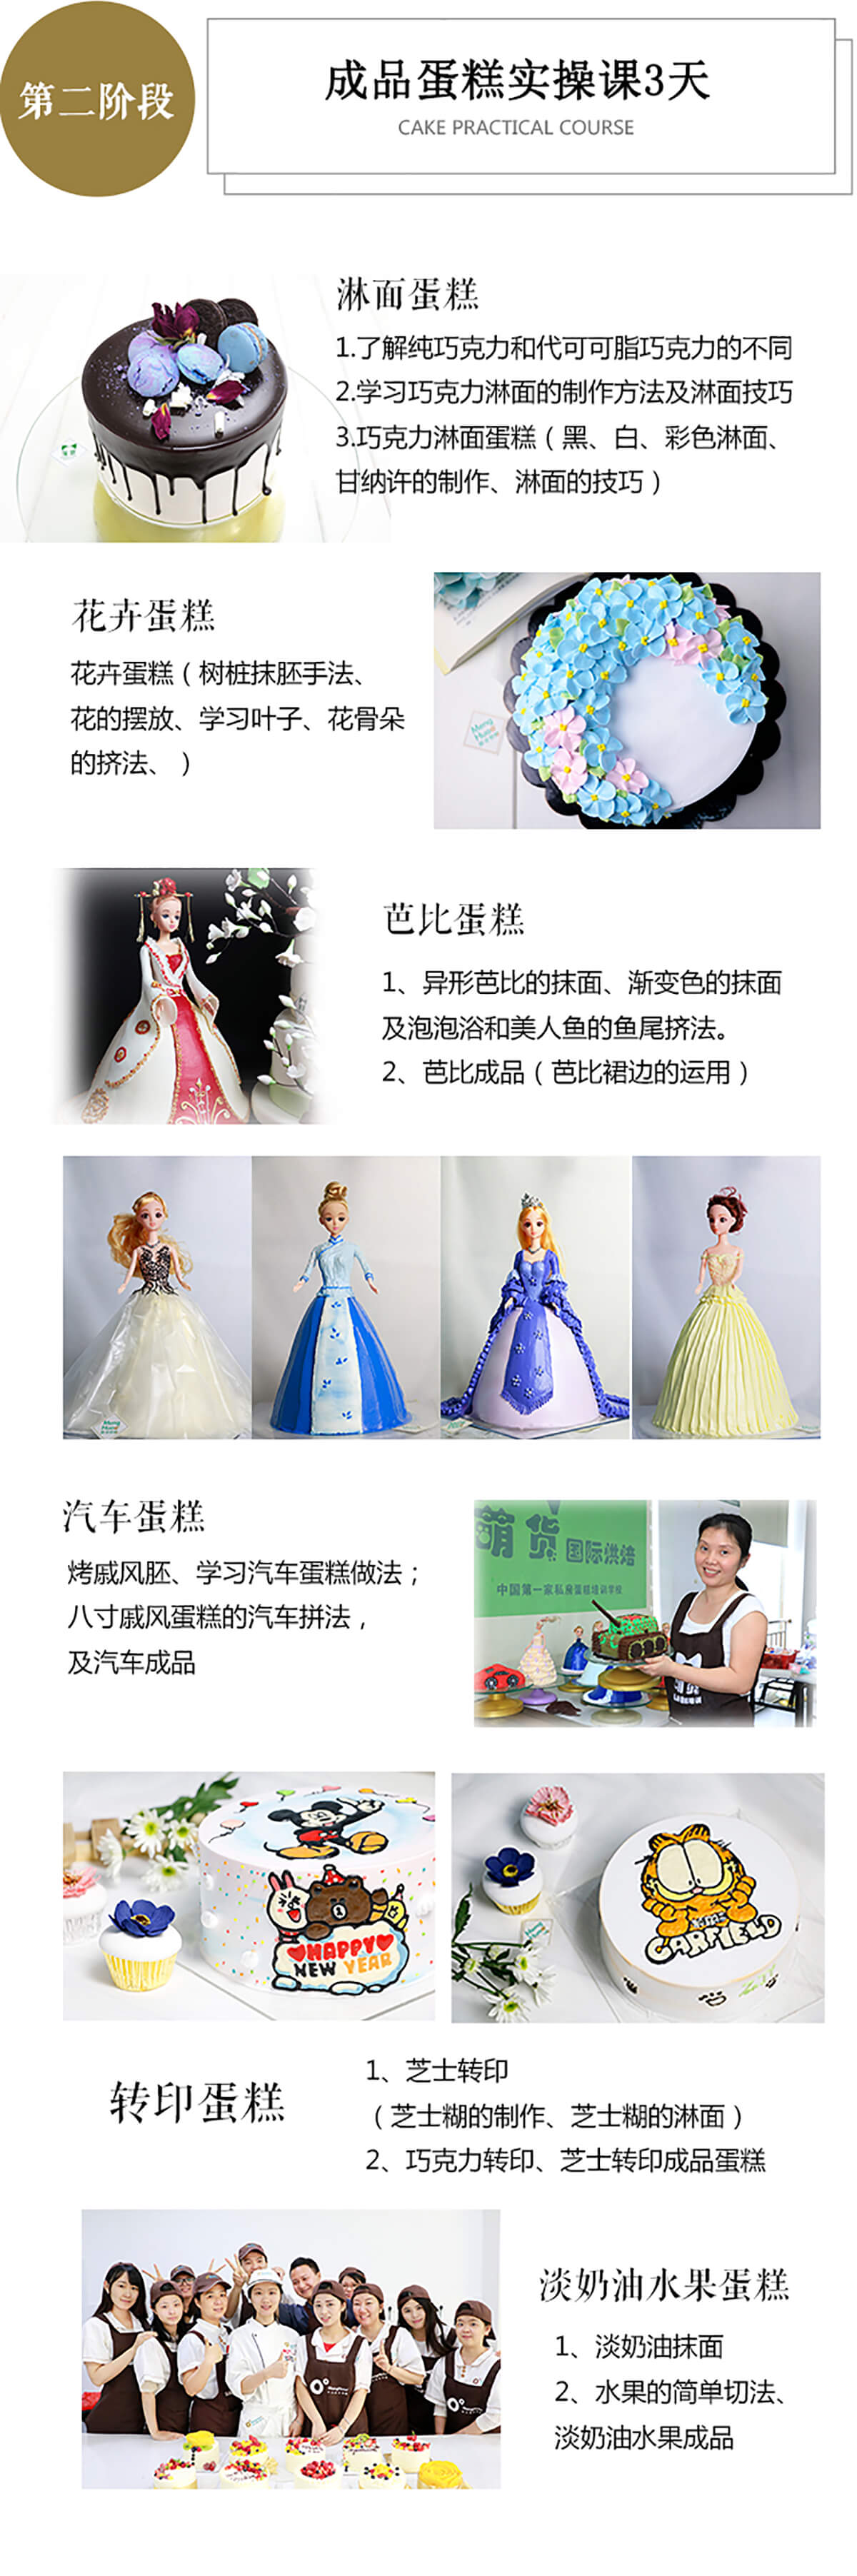 第二阶段
成品蛋糕实操课3天
CAKE PRACTICAL COURSE
淋面蛋糕
1.了解纯巧克力和代可可脂巧克力的不同
2.学习巧克力淋面的制作方法及淋面技巧
3.巧克力淋面蛋糕（黑、白、彩色淋面、
甘纳许的制作、淋面的技巧）
花卉蛋糕
花卉蛋糕（树桩抹胚手法、
花的摆放、学习叶子、花骨朵
的挤法、）
芭比蛋糕
1、异形芭比的抹面、渐变色的抹面
及泡泡浴和美人鱼的鱼尾挤法。
2、芭比成品（芭比裙边的运用）
汽车蛋糕
烤戚风胚、学习汽车蛋糕做法；
八寸戚风蛋糕的汽车拼法，
及汽车成品
萌货国际烘焙
中国第一家私房蛋糕培训学校
HAPPY
NEW YEAR
GARFIELD
转印蛋糕
1、芝士转印
（芝士糊的制作、芝士糊的淋面）
2、巧克力转印、芝士转印成品蛋糕
淡奶油水果蛋糕
1、淡奶油抹面
2、水果的简单切法、
淡奶油水果成品